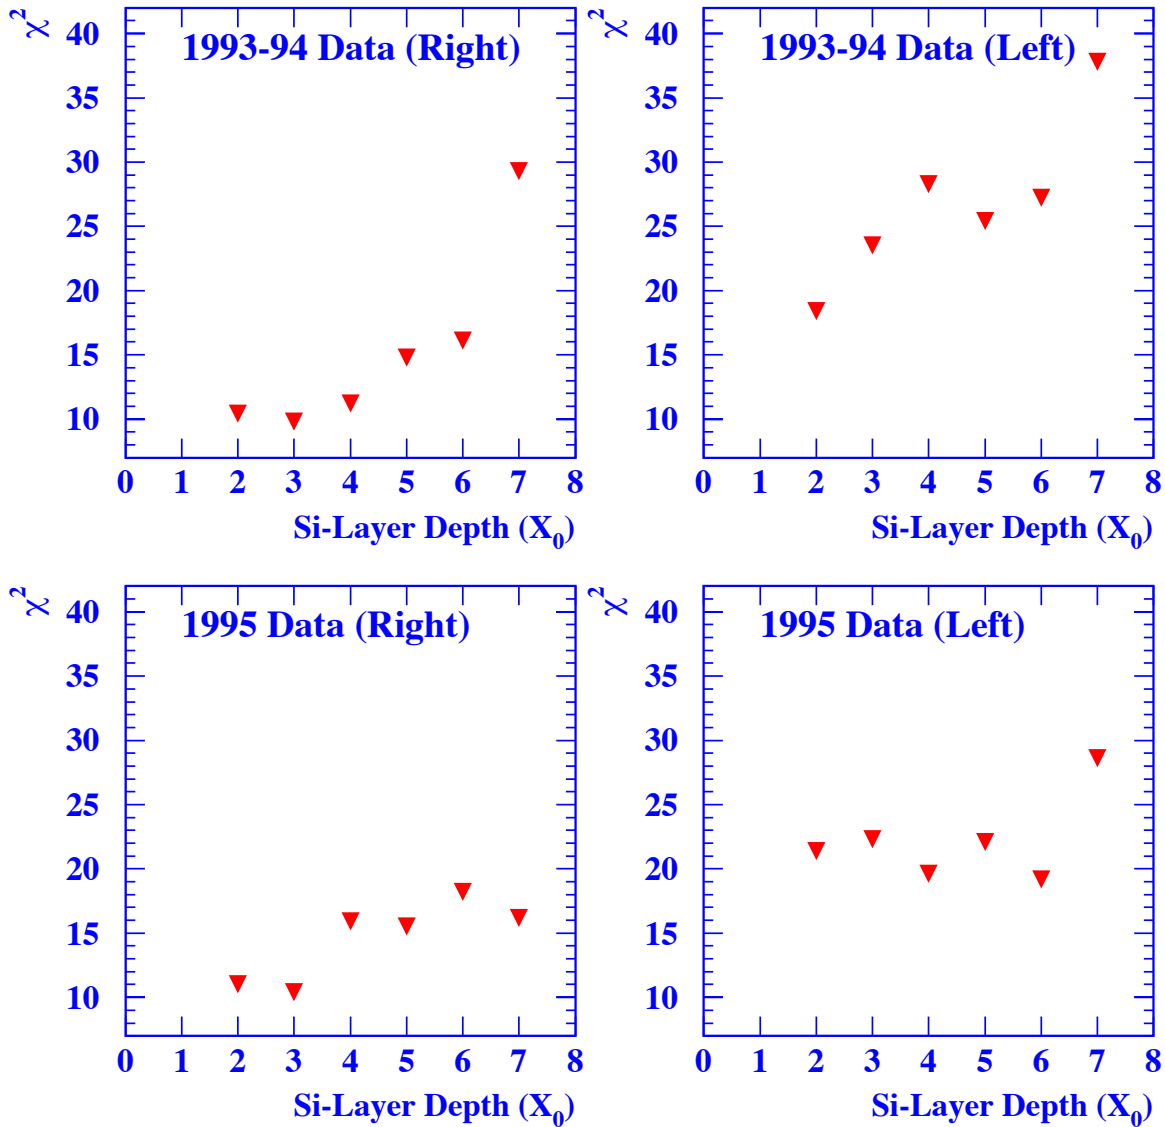 χ²
1993-94 Data (Right)
40
35
30
25
20
15
10
0 1 2 3 4 5 6 7 8
Si-Layer Depth (X₀)
χ²
1993-94 Data (Left)
40
35
30
25
20
15
10
0 1 2 3 4 5 6 7 8
Si-Layer Depth (X₀)
χ²
1995 Data (Right)
40
35
30
25
20
15
10
0 1 2 3 4 5 6 7 8
Si-Layer Depth (X₀)
χ²
1995 Data (Left)
40
35
30
25
20
15
10
0 1 2 3 4 5 6 7 8
Si-Layer Depth (X₀)